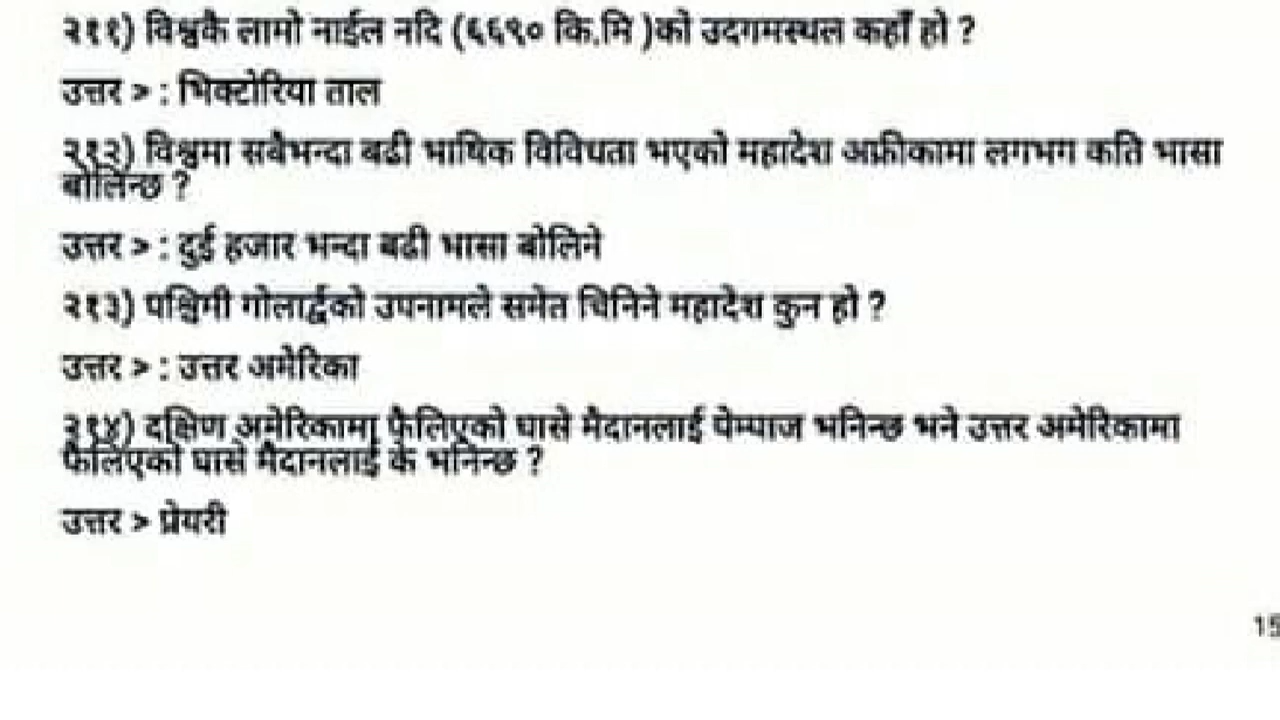 २११) विश्वकै लामो नाईल नदि (६६९० कि.मि )को उदगमस्थल कहाँ हो ?
उत्तर > : भिक्टोरिया ताल
२१२) विश्वमा सवैभन्दा बढी भाषिक विविधता भएको महादेश अफ्रीकामा लगभग कति भासा
बोलिन्छ ?
उत्तर > : दुई हजार भन्दा बढी भासा बोलिने
२१३) पश्चिमी गोलार्द्वको उपनामले समेत चिनिने महादेश कुन हो ?
उत्तर > : उत्तर अमेरिका
२१४) दक्षिण अमेरिकामा फैलिएको घासे मैदानलाई पेम्पाज भनिन्छ भने उत्तर अमेरिकामा
फैलिएको घासे मैदानलाई के भनिन्छ ?
उत्तर > प्रेयरी
15